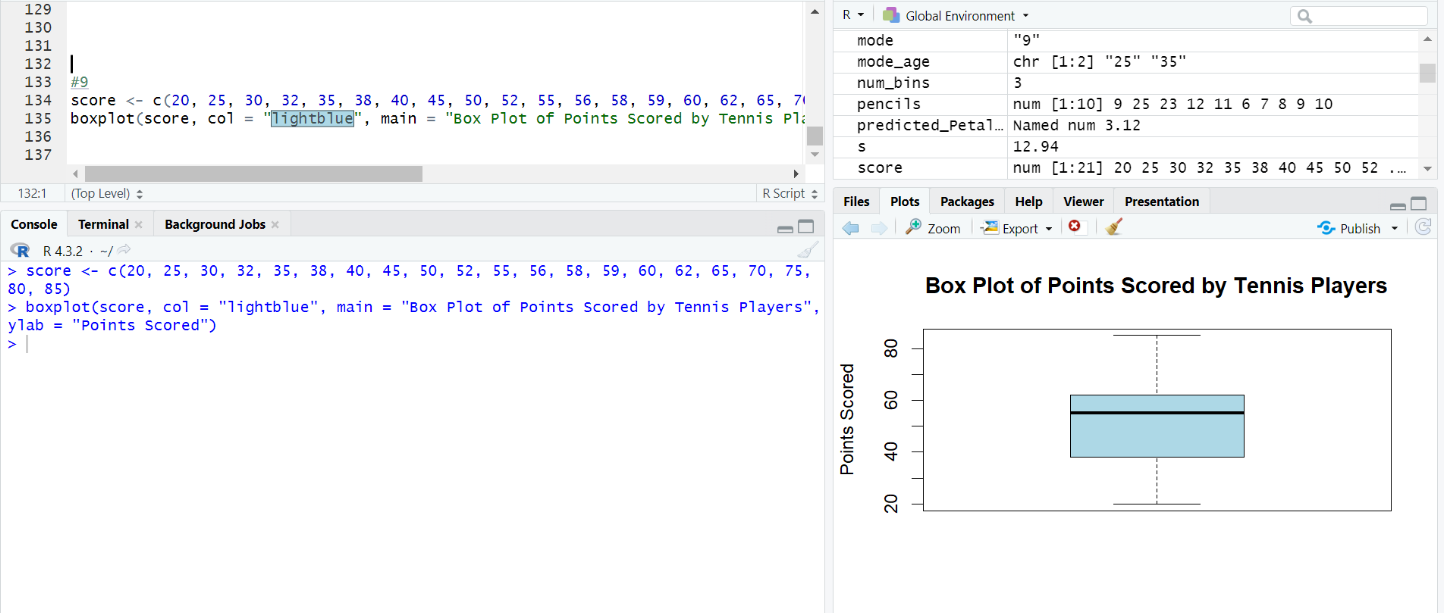 129
130
131
132
133 #9
134 score <- c(20, 25, 30, 32, 35, 38, 40, 45, 50, 52, 55, 56, 58, 59, 60, 62, 65, 70
135 boxplot(score, col = "lightblue", main = "Box Plot of Points Scored by Tennis Pla
136
137
132:1 (Top Level) R Script
Console Terminal Background Jobs
R 4.3.2 · ~/
> score <- c(20, 25, 30, 32, 35, 38, 40, 45, 50, 52, 55, 56, 58, 59, 60, 62, 65, 70, 75,
80, 85)
> boxplot(score, col = "lightblue", main = "Box Plot of Points Scored by Tennis Players",
ylab = "Points Scored")
>
R Global Environment
mode "9"
mode_age chr [1:2] "25" "35"
num_bins 3
pencils num [1:10] 9 25 23 12 11 6 7 8 9 10
predicted_Petal… Named num 3.12
s 12.94
score num [1:21] 20 25 30 32 35 38 40 45 50 52 ...
Files Plots Packages Help Viewer Presentation
Zoom Export Publish
Box Plot of Points Scored by Tennis Players
Points Scored
80
60
40
20